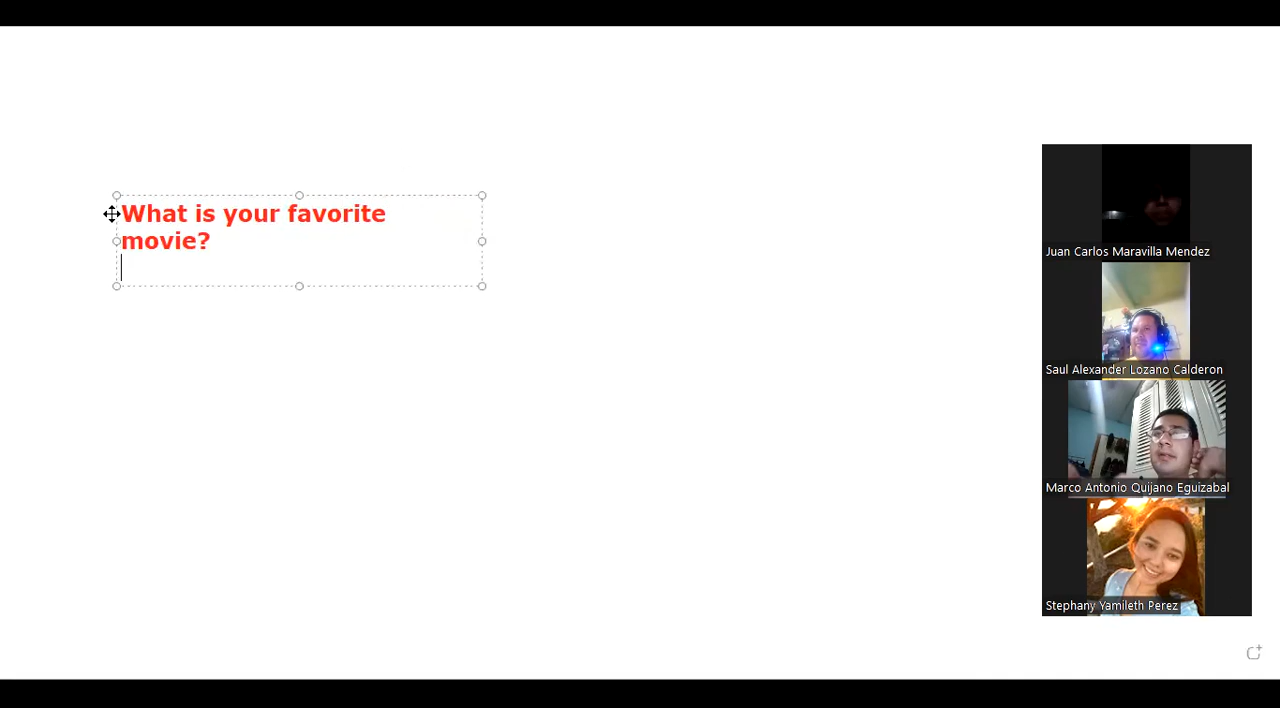 What is your favorite
movie?
Juan Carlos Maravilla Mendez
Saul Alexander Lozano Calderon
Marco Antonio Quijano Eguizabal
Stephany Yamileth Perez